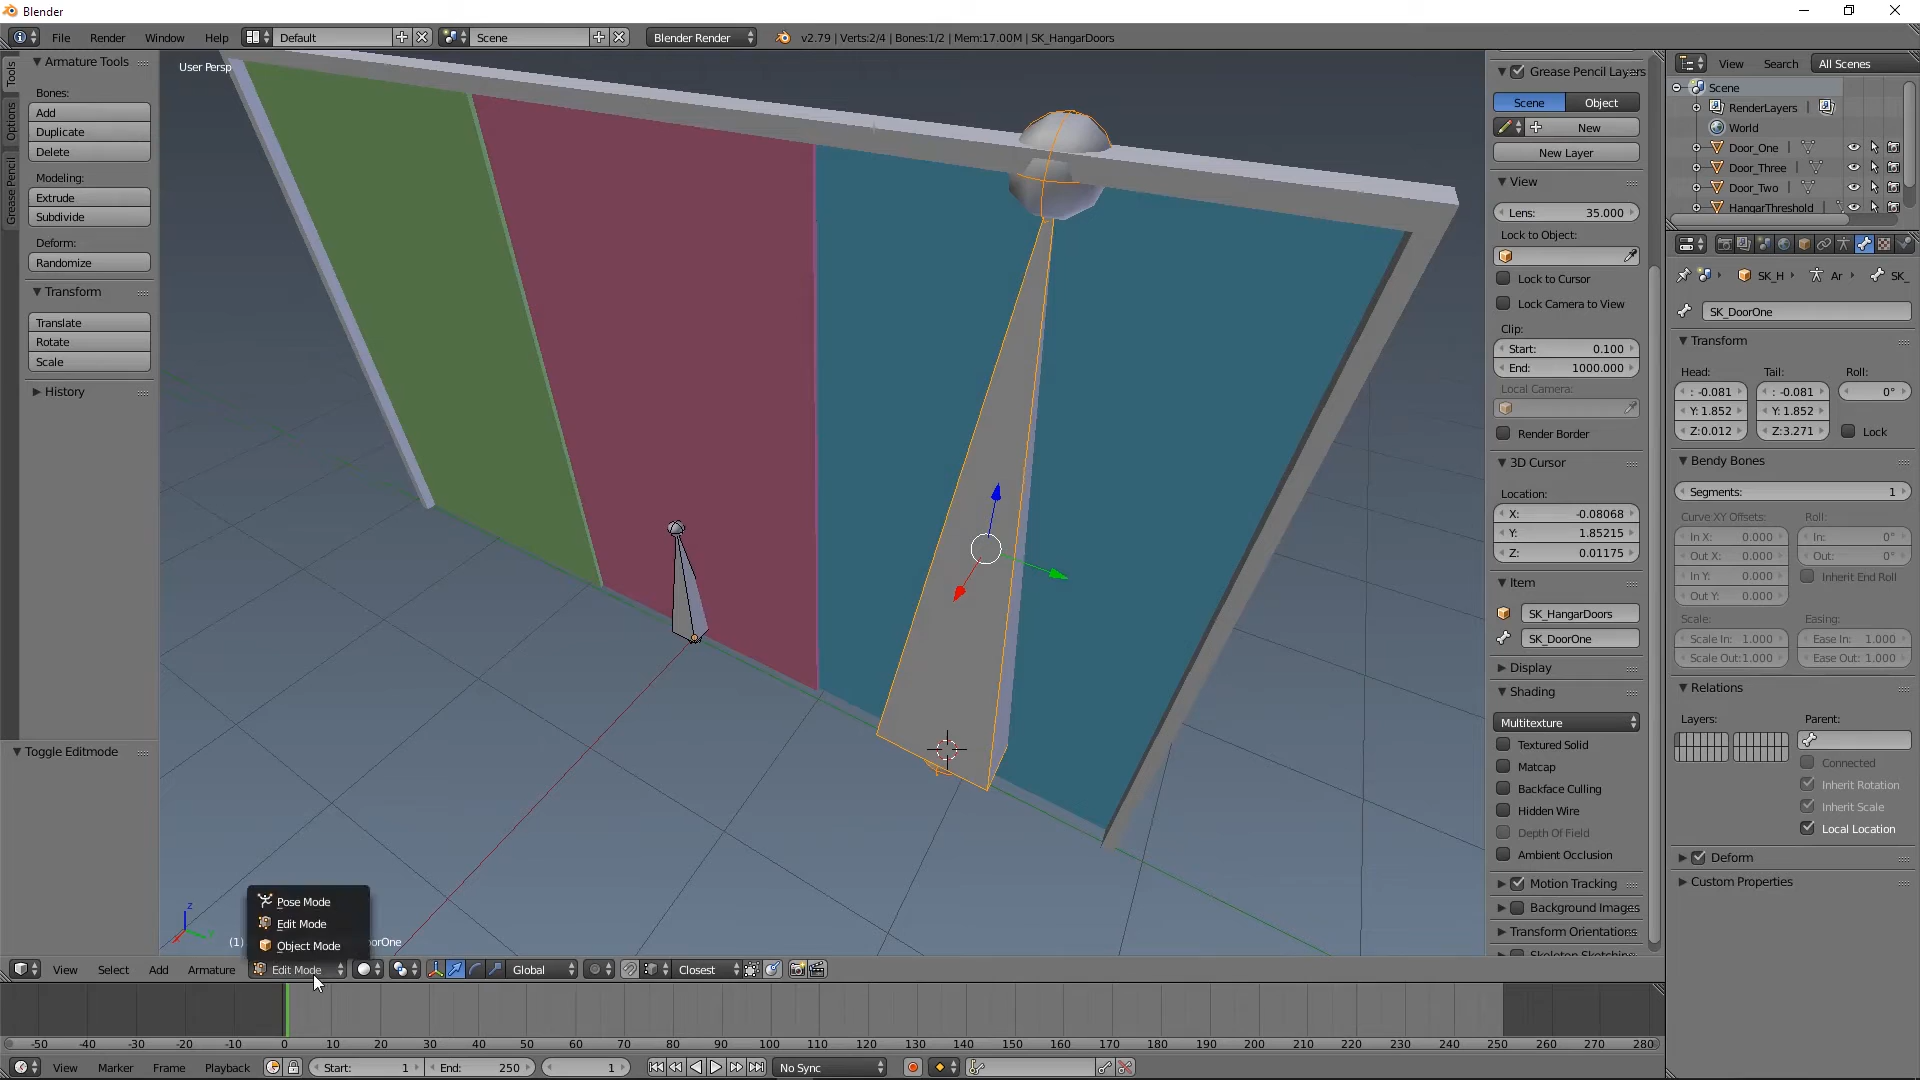 Blender
File Render Window Help Default Scene Blender Render v2.79 | Verts:2/4 | Bones:1/2 | Mem:17.00M | SK_HangarDoors
Tools
Options
Grease Pencil
Armature Tools
Bones:
Add
Duplicate
Delete
Modeling:
Extrude
Subdivide
Deform:
Randomize
Transform
Translate
Rotate
Scale
History
Toggle Editmode
User Persp
Z
Pose Mode
Edit Mode
Object Mode
(1) orOne
View Select Add Armature Edit Mode Global Closest
Grease Pencil Layers
Scene Object
New
New Layer
View
Lens: 35.000
Lock to Object:
Lock to Cursor
Lock Camera to View
Clip:
Start: 0.100
End: 1000.000
Local Camera:
Render Border
3D Cursor
Location:
X: -0.08068
Y: 1.85215
Z: 0.01175
Item
SK_HangarDoors
SK_DoorOne
Display
Shading
Multitexture
Textured Solid
Matcap
Backface Culling
Hidden Wire
Depth Of Field
Ambient Occlusion
Motion Tracking
Background Images
Transform Orientations
Skeleton Sketching
View Search All Scenes
Scene
RenderLayers
World
Door_One
Door_Three
Door_Two
HangarThreshold
SK_H Ar SK_
SK_DoorOne
Transform
Head: Tail: Roll:
: -0.081 : -0.081 0°
Y: 1.852 Y: 1.852
Z:0.012 Z:3.271 Lock
Bendy Bones
Segments: 1
Curve XY Offsets: Roll:
In X: 0.000 In: 0°
Out X: 0.000 Out: 0°
In Y: 0.000 Inherit End Roll
Out Y: 0.000
Scale: Easing:
Scale In: 1.000 Ease In: 1.000
Scale Out:1.000 Ease Out: 1.000
Relations
Layers: Parent:
Connected
Inherit Rotation
Inherit Scale
Local Location
Deform
Custom Properties
-50 -40 -30 -20 -10 0 10 20 30 40 50 60 70 80 90 100 110 120 130 140 150 160 170 180 190 200 210 220 230 240 250 260 270 280
View Marker Frame Playback Start: 1 End: 250 1 No Sync